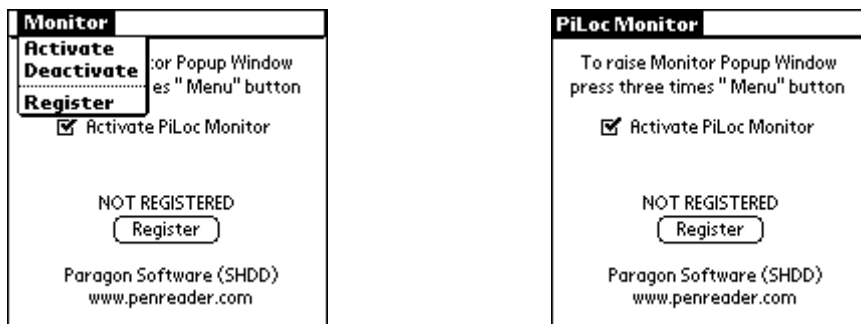 Monitor
Activate
Deactivate
Register
or Popup Window
es " Menu" button
Activate PiLoc Monitor
NOT REGISTERED
Register
Paragon Software (SHDD)
www.penreader.com
PiLoc Monitor
To raise Monitor Popup Window
press three times " Menu" button
Activate PiLoc Monitor
NOT REGISTERED
Register
Paragon Software (SHDD)
www.penreader.com